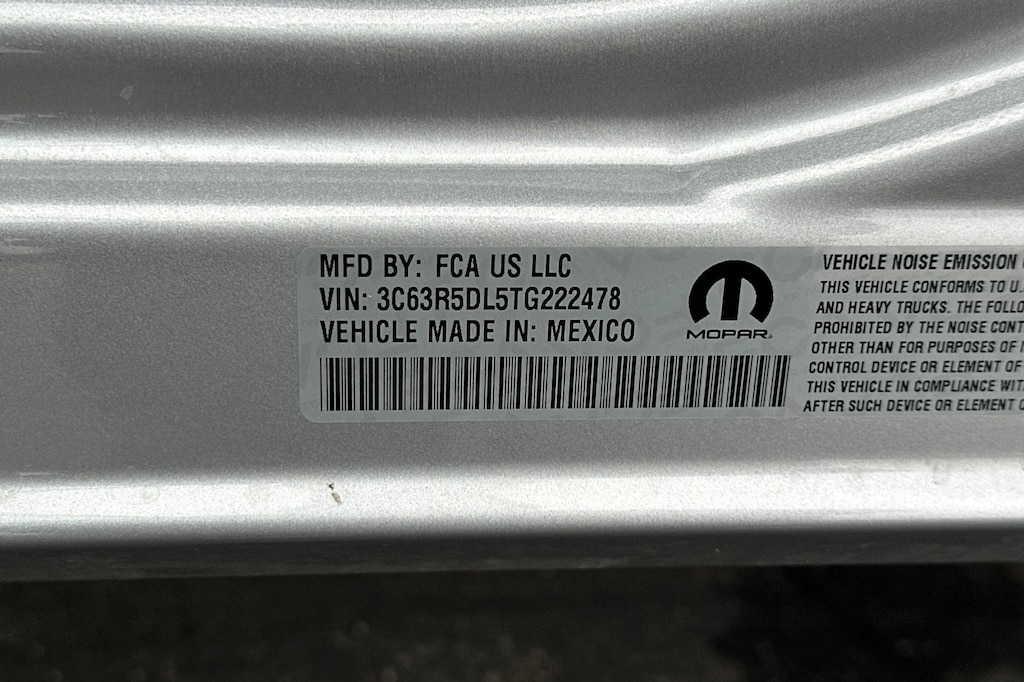 MFD BY: FCA US LLC
VIN: 3C63R5DL5TG222478
VEHICLE MADE IN: MEXICO
MOPAR
VEHICLE NOISE EMISSION
THIS VEHICLE CONFORMS TO U.
AND HEAVY TRUCKS. THE FOLLO
PROHIBITED BY THE NOISE CONT
OTHER THAN FOR PURPOSES OF
CONTROL DEVICE OR ELEMENT OF
THIS VEHICLE IN COMPLIANCE WIT
AFTER SUCH DEVICE OR ELEMENT